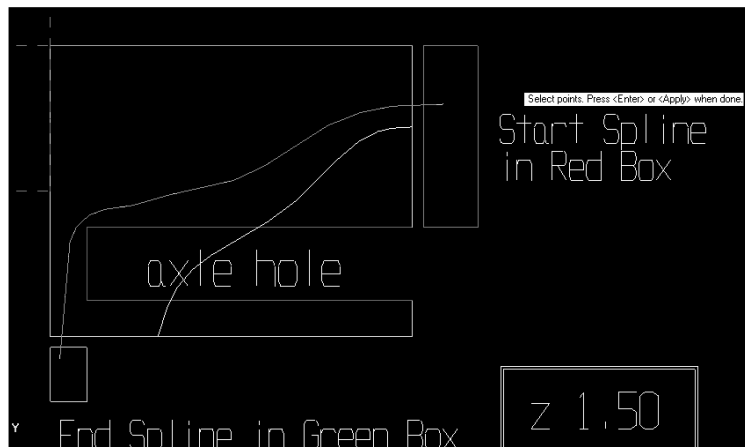 Select points. Press <Enter> or <Apply> when done.
Start Spline
in Red Box
axle hole
z 1.50
Y
End Spline in Green Box